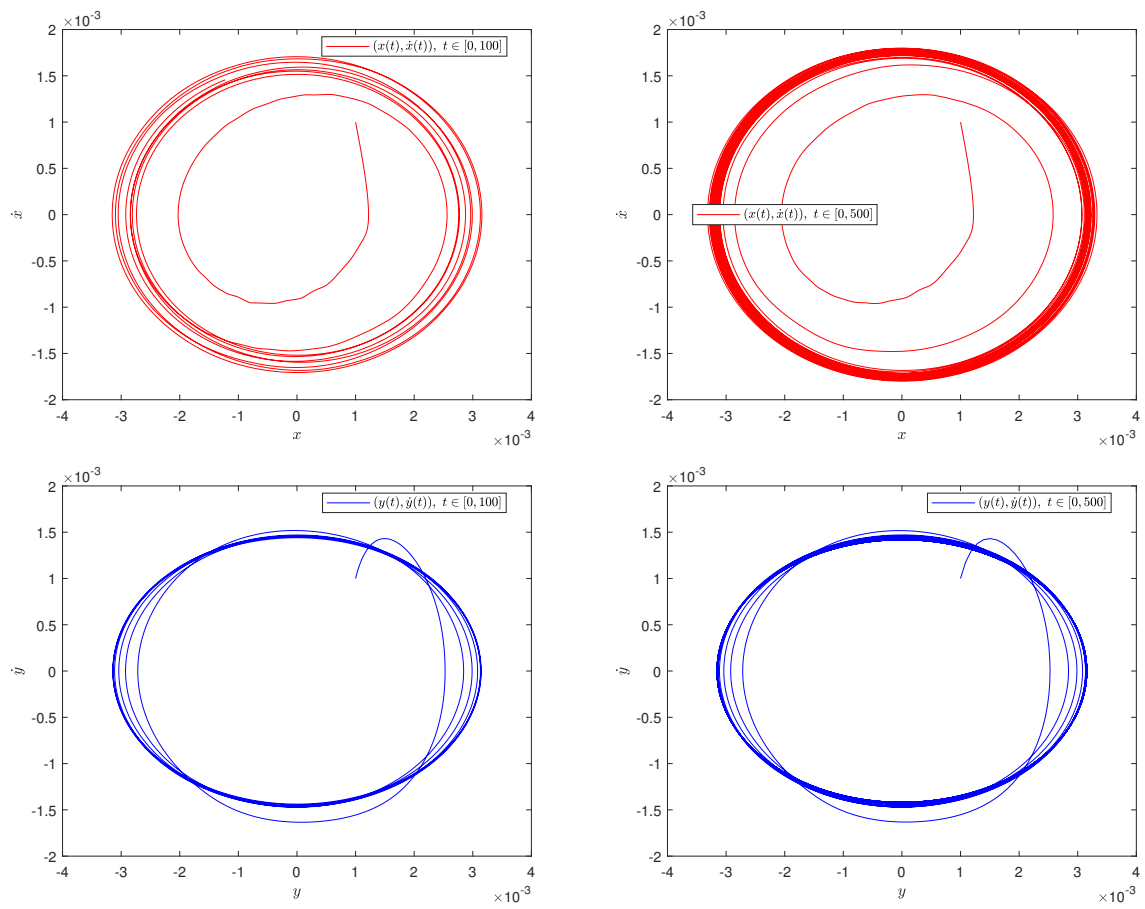 ×10⁻³
2
1.5
1
0.5
0
-0.5
-1
-1.5
-2
ẋ
(x(t), ẋ(t)), t ∈ [0, 100]
-4 -3 -2 -1 0 1 2 3 4
x
×10⁻³
×10⁻³
2
1.5
1
0.5
0
-0.5
-1
-1.5
-2
ẋ
(x(t), ẋ(t)), t ∈ [0, 500]
-4 -3 -2 -1 0 1 2 3 4
x
×10⁻³
×10⁻³
2
1.5
1
0.5
0
-0.5
-1
-1.5
-2
ẏ
(y(t), ẏ(t)), t ∈ [0, 100]
-4 -3 -2 -1 0 1 2 3 4
y
×10⁻³
×10⁻³
2
1.5
1
0.5
0
-0.5
-1
-1.5
-2
ẏ
(y(t), ẏ(t)), t ∈ [0, 500]
-4 -3 -2 -1 0 1 2 3 4
y
×10⁻³